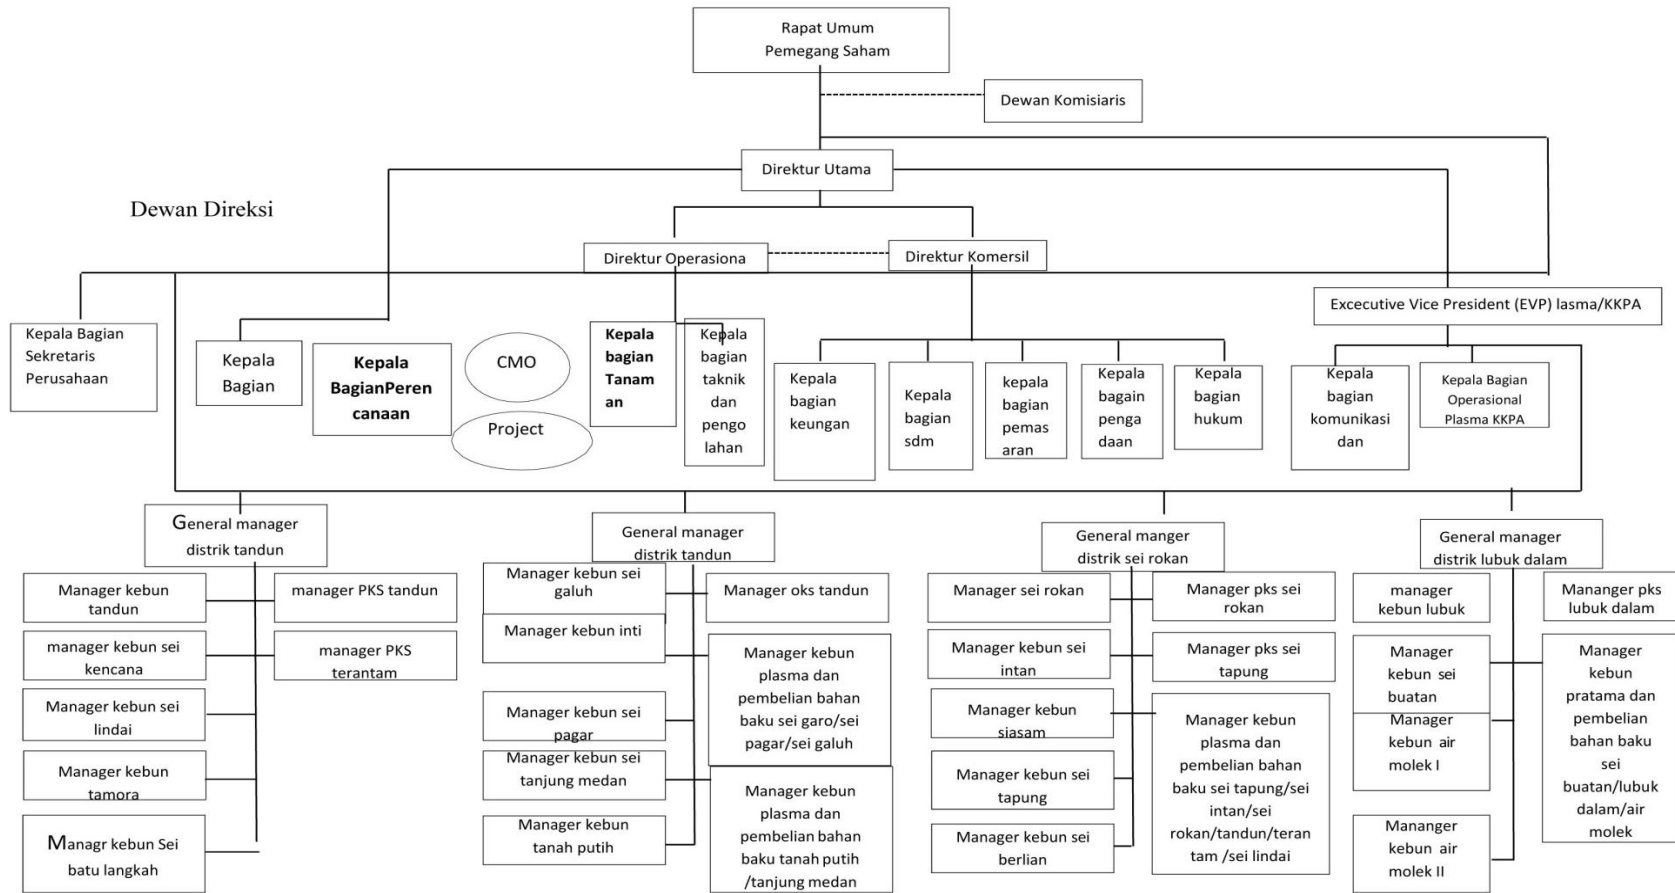 Rapat Umum
Pemegang Saham
Dewan Komisiaris
Direktur Utama
Dewan Direksi
Direktur Operasiona
Direktur Komersil
Excecutive Vice President (EVP) lasma/KKPA
Kepala Bagian
Sekretaris
Perusahaan
Kepala
Bagian
Kepala
BagianPeren
canaan
CMO
Project
Kepala
bagian
Tanam
an
Kepala
bagian
taknik
dan
pengo
lahan
Kepala
bagian
keungan
Kepala
bagian
sdm
kepala
bagian
pemas
aran
Kepala
bagain
penga
daan
Kepala
bagian
hukum
Kepala
bagian
komunikasi
dan
Kepala Bagian
Operasional
Plasma KKPA
General manager
distrik tandun
General manager
distrik tandun
General manger
distrik sei rokan
General manager
distrik lubuk dalam
Manager kebun
tandun
manager PKS tandun
manager kebun sei
kencana
manager PKS
terantam
Manager kebun sei
lindai
Manager kebun
tamora
Managr kebun Sei
batu langkah
Manager kebun sei
galuh
Manager oks tandun
Manager kebun inti
Manager kebun
plasma dan
pembelian bahan
baku sei garo/sei
pagar/sei galuh
Manager kebun sei
pagar
Manager kebun sei
tanjung medan
Manager kebun
plasma dan
pembelian bahan
baku tanah putih
/tanjung medan
Manager kebun
tanah putih
Manager sei rokan
Manager pks sei
rokan
Manager kebun sei
intan
Manager pks sei
tapung
Manager kebun
siasam
Manager kebun
plasma dan
pembelian bahan
baku sei tapung/sei
intan/sei
rokan/tandun/teran
tam /sei lindai
Manager kebun sei
tapung
Manager kebun sei
berlian
manager
kebun lubuk
Mananger pks
lubuk dalam
Manager
kebun sei
buatan
Manager
kebun
pratama dan
pembelian
bahan baku
sei
buatan/lubuk
dalam/air
molek
Manager
kebun air
molek I
Mananger
kebun air
molek II